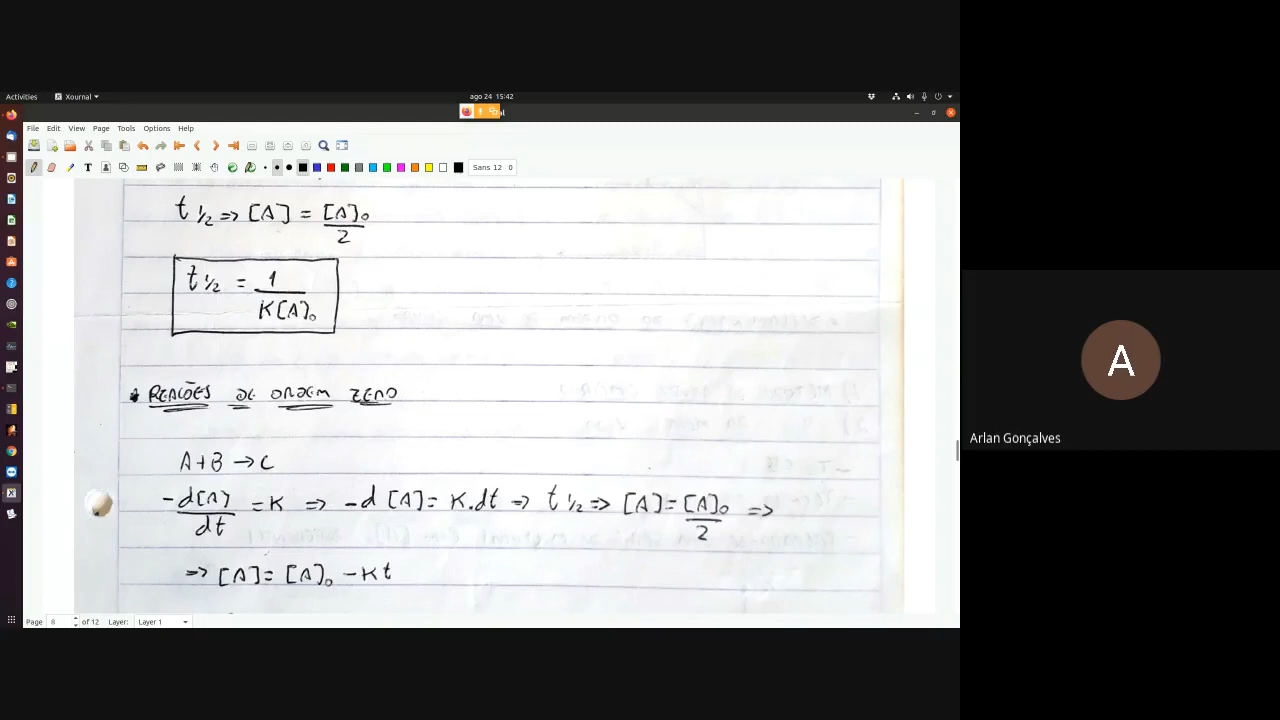 Activities Xournal ago 24 15:42
File Edit View Page Tools Options Help
Sans 12 0
t 1/2 => [A] = [A]₀/2
t 1/2 = 1/K[A]₀
• REAÇÕES DE ORDEM ZERO
A+B → C
-d[A]/dt = K => -d[A] = K.dt => t 1/2 => [A] = [A]₀/2 =>
=> [A] = [A]₀ - Kt
Page 8 of 12 Layer: Layer 1
A
Arlan Gonçalves